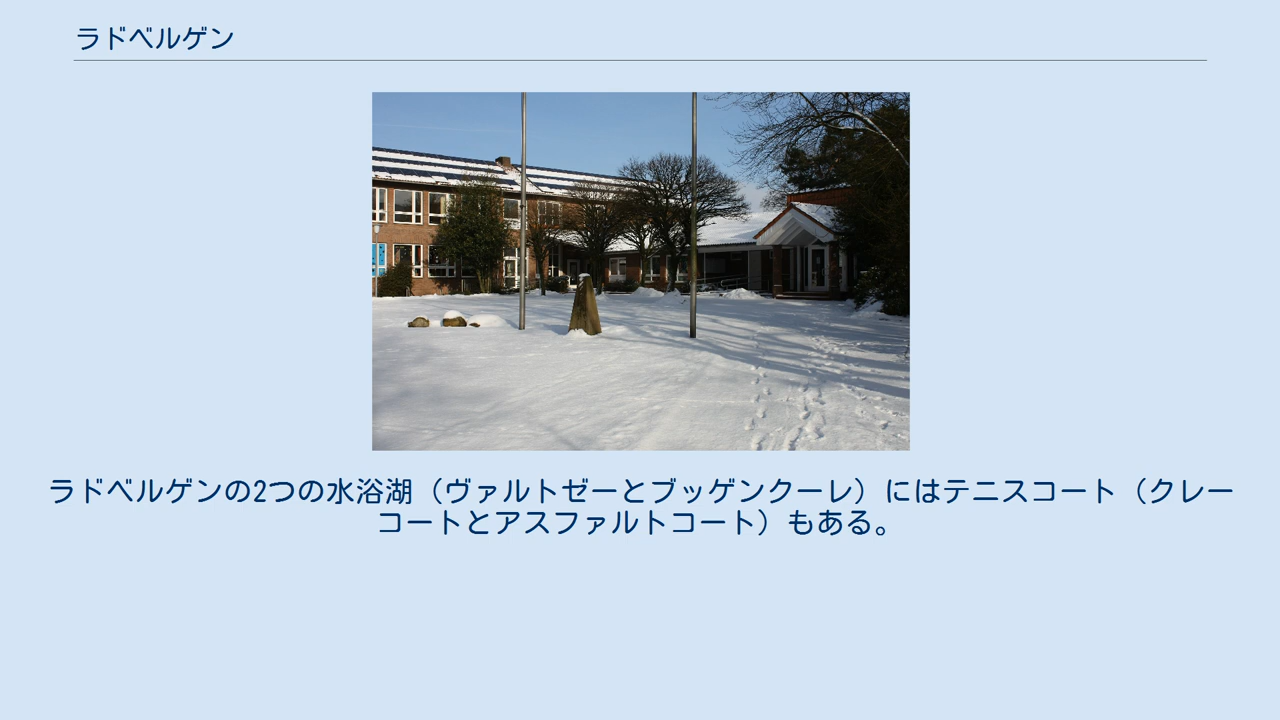 ラドベルゲン
ラドベルゲンの2つの水浴湖（ヴァルトゼーとブッゲンクーレ）にはテニスコート（クレー
コートとアスファルトコート）もある。